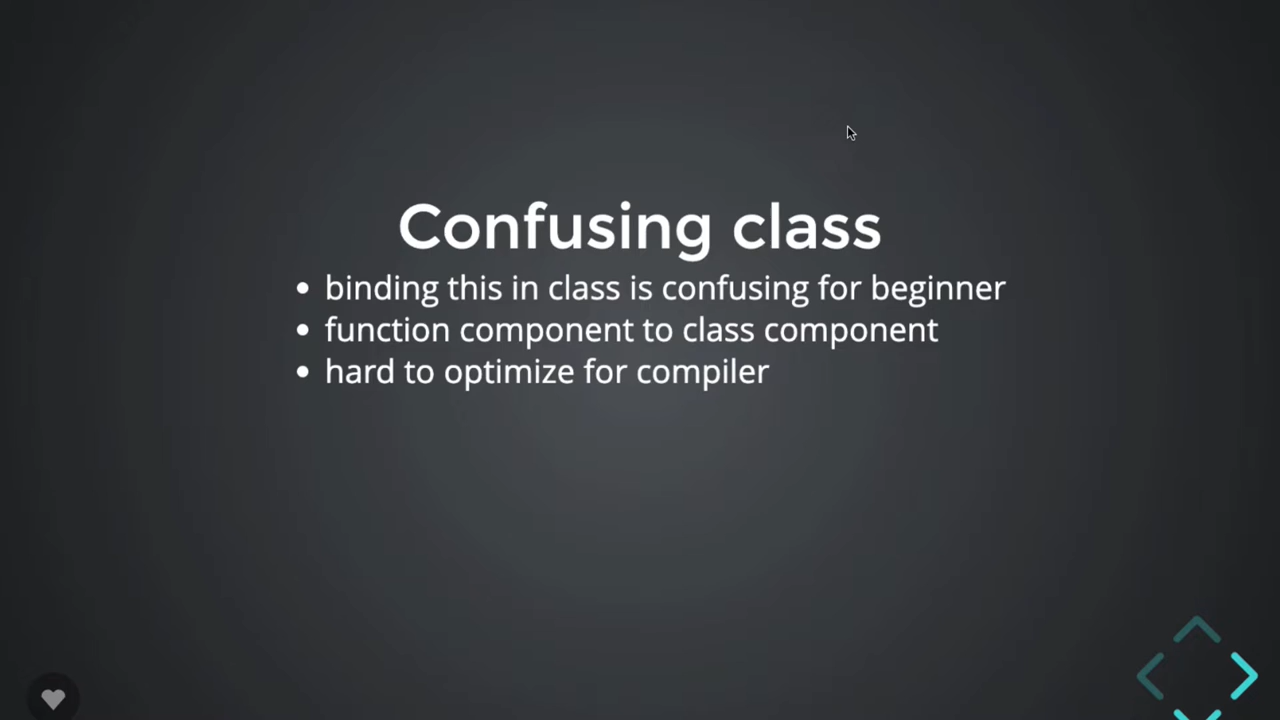 Confusing class
• binding this in class is confusing for beginner
• function component to class component
• hard to optimize for compiler